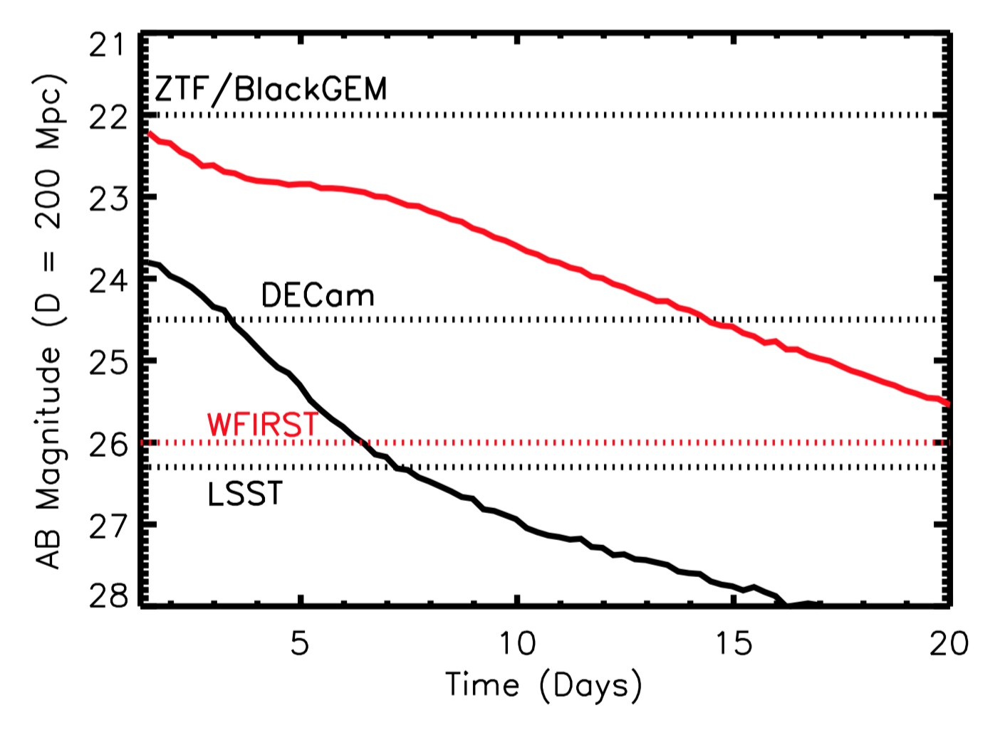 21
ZTF/BlackGEM
22
23
24
DECam
25
WFIRST
26
LSST
27
28
5 10 15 20
Time (Days)
AB Magnitude (D = 200 Mpc)